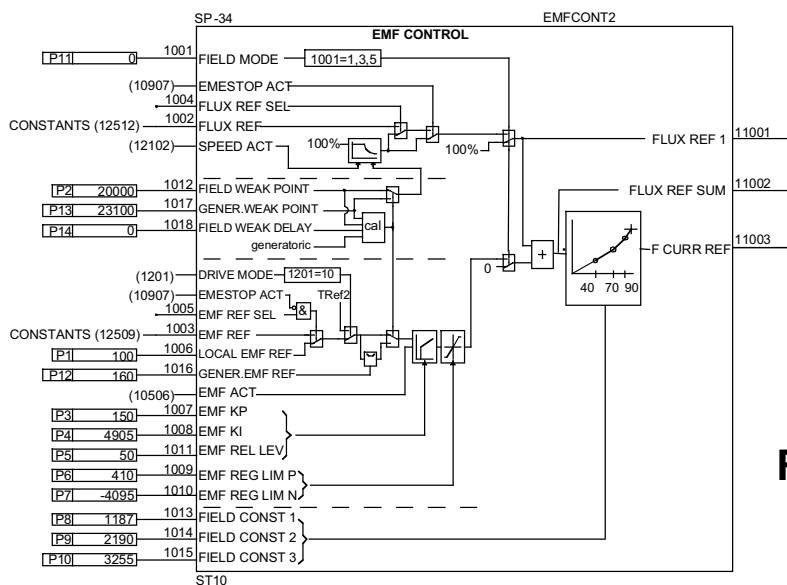 SP-34 EMFCONT2
EMF CONTROL
P11 0 1001 FIELD MODE 1001=1,3,5
(10907) EMESTOP ACT
1004 FLUX REF SEL
CONSTANTS (12512) 1002 FLUX REF
(12102) SPEED ACT 100% 100% FLUX REF 1 11001
P2 20000 1012 FIELD WEAK POINT FLUX REF SUM 11002
P13 23100 1017 GENER.WEAK POINT
P14 0 1018 FIELD WEAK DELAY cal
generatoric
+ F CURR REF 11003
0
(1201) DRIVE MODE 1201=10
40 70 90
(10907) EMESTOP ACT TRef2
1005 EMF REF SEL &
CONSTANTS (12509) 1003 EMF REF
P1 100 1006 LOCAL EMF REF
P12 160 1016 GENER.EMF REF
(10506) EMF ACT
P3 150 1007 EMF KP
P4 4905 1008 EMF KI
P5 50 1011 EMF REL LEV
P6 410 1009 EMF REG LIM P
P7 -4095 1010 EMF REG LIM N
P8 1187 1013 FIELD CONST 1
P9 2190 1014 FIELD CONST 2
P10 3255 1015 FIELD CONST 3
ST10